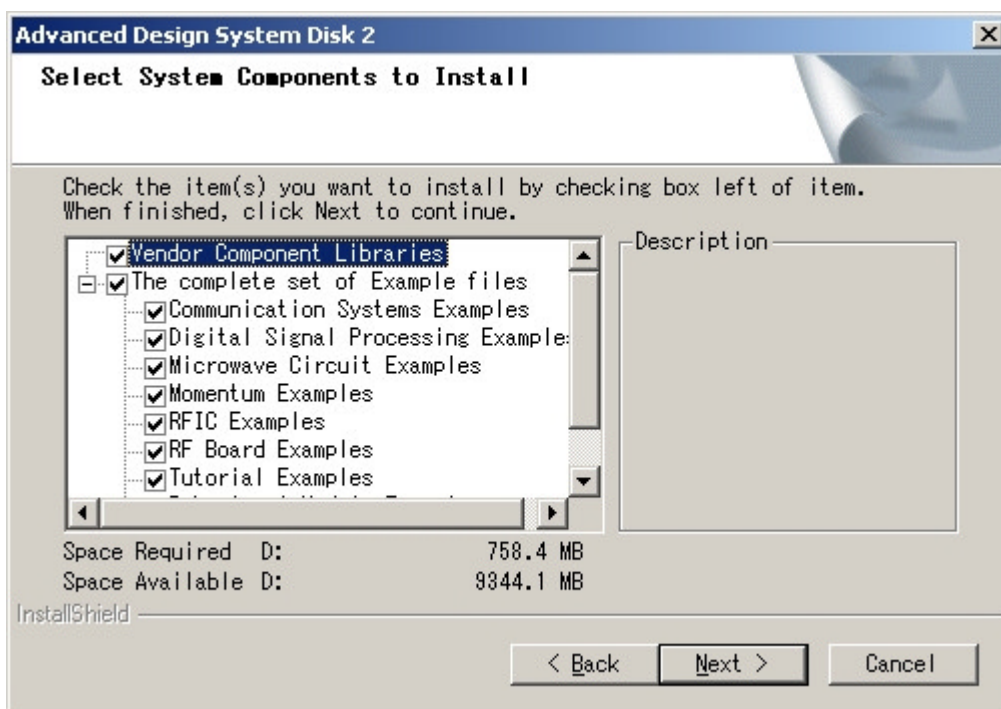 Advanced Design System Disk 2
Select System Components to Install
Check the item(s) you want to install by checking box left of item.
When finished, click Next to continue.
Vendor Component Libraries
The complete set of Example files
Communication Systems Examples
Digital Signal Processing Example
Microwave Circuit Examples
Momentum Examples
RFIC Examples
RF Board Examples
Tutorial Examples
Description
Space Required D: 758.4 MB
Space Available D: 9344.1 MB
InstallShield
< Back Next > Cancel